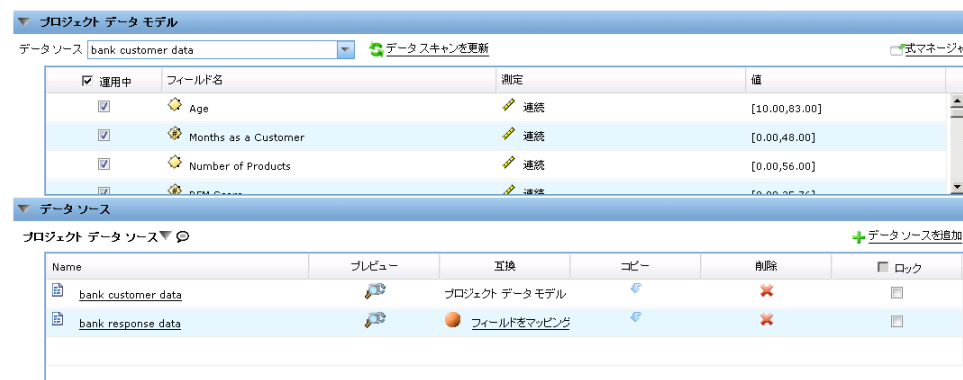 プロジェクト データ モデル
データ ソース bank customer data データ スキャンを更新 式マネージャ
運用中 フィールド名 測定 値
Age 連続 [10.00,83.00]
Months as a Customer 連続 [0.00,48.00]
Number of Products 連続 [0.00,56.00]
連続
データ ソース
プロジェクト データ ソース データ ソースを追加
Name プレビュー 互換 コピー 削除 ロック
bank customer data プロジェクト データ モデル
bank response data フィールドをマッピング